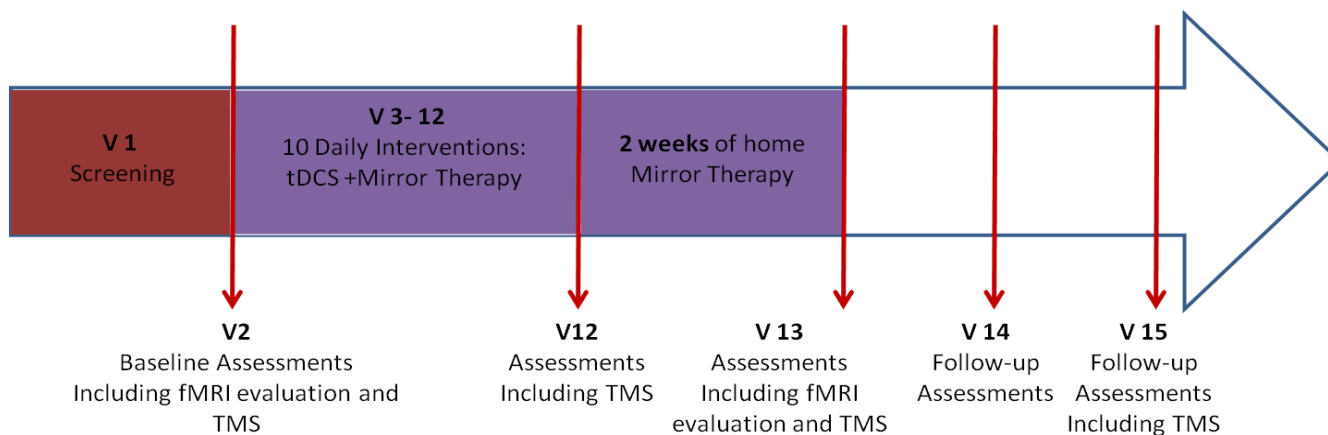 V 1
Screening
V 3- 12
10 Daily Interventions:
tDCS +Mirror Therapy
2 weeks of home
Mirror Therapy
V2
Baseline Assessments
Including fMRI evaluation and
TMS
V12
Assessments
Including TMS
V 13
Assessments
Including fMRI
evaluation and TMS
V 14
Follow-up
Assessments
V 15
Follow-up
Assessments
Including TMS